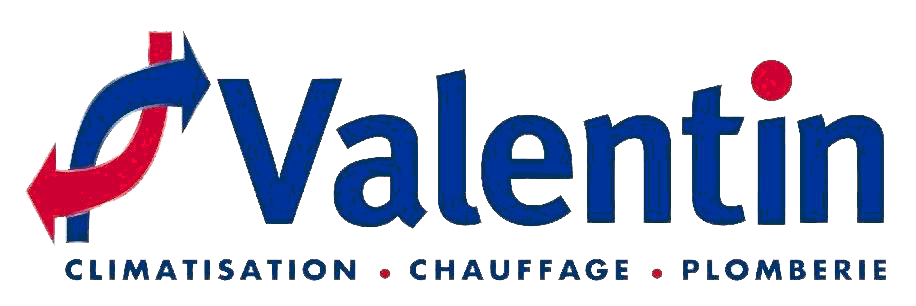 Valentin
CLIMATISATION • CHAUFFAGE • PLOMBERIE